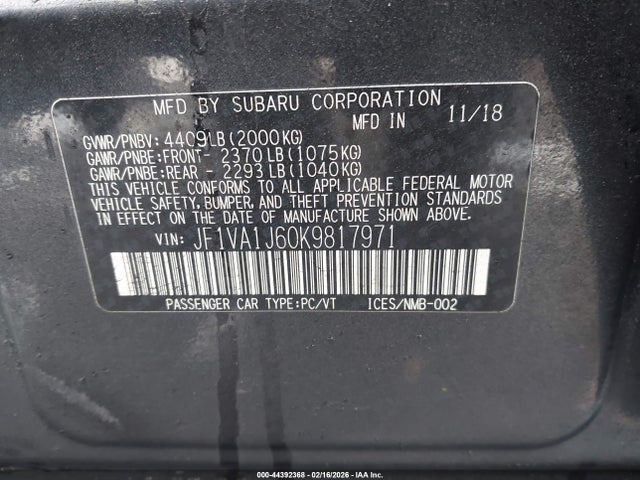 MFD BY SUBARU CORPORATION
MFD IN 11/18
GVWR/PNBV: 4409LB(2000KG)
GAWR/PNBE:FRONT- 2370LB(1075KG)
GAWR/PNBE:REAR - 2293LB(1040KG)
THIS VEHICLE CONFORMS TO ALL APPLICABLE FEDERAL MOTOR
VEHICLE SAFETY, BUMPER, AND THEFT PREVENTION STANDARDS
IN EFFECT ON THE DATE OF MANUFACTURE SHOWN ABOVE.
VIN: JF1VA1J60K9817971
PASSENGER CAR TYPE:PC/VT ICES/NMB-002
000-44392368 - 02/16/2026 - IAA Inc.